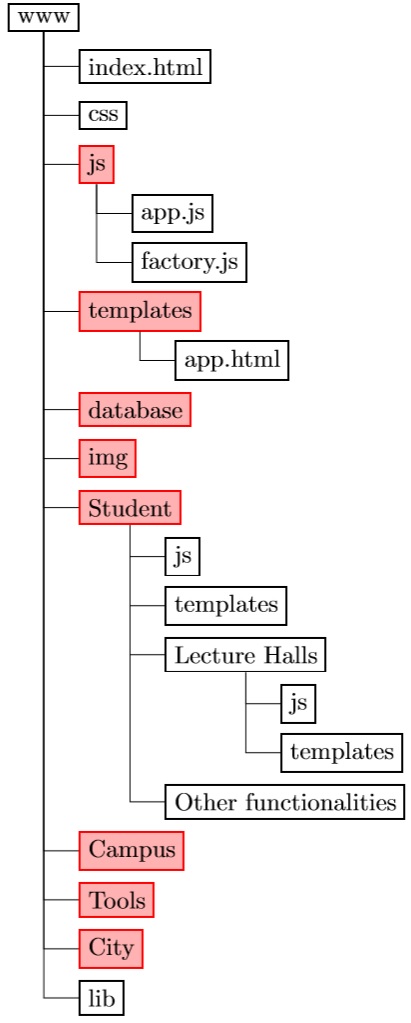 www
index.html
css
js
app.js
factory.js
templates
app.html
database
img
Student
js
templates
Lecture Halls
js
templates
Other functionalities
Campus
Tools
City
lib